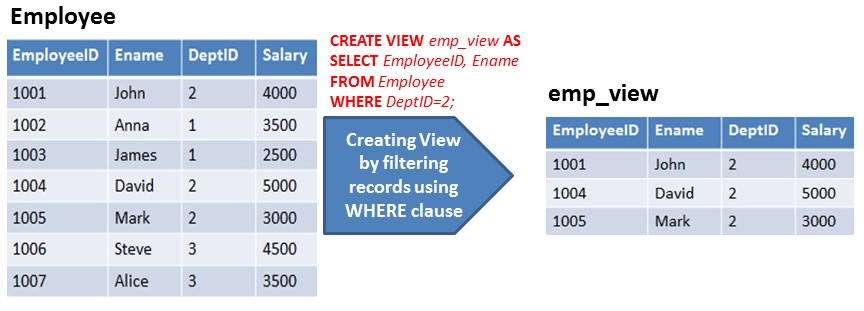 Employee
EmployeeID Ename DeptID Salary
1001 John 2 4000
1002 Anna 1 3500
1003 James 1 2500
1004 David 2 5000
1005 Mark 2 3000
1006 Steve 3 4500
1007 Alice 3 3500
CREATE VIEW emp_view AS
SELECT EmployeeID, Ename
FROM Employee
WHERE DeptID=2;
Creating View
by filtering
records using
WHERE clause
emp_view
EmployeeID Ename DeptID Salary
1001 John 2 4000
1004 David 2 5000
1005 Mark 2 3000